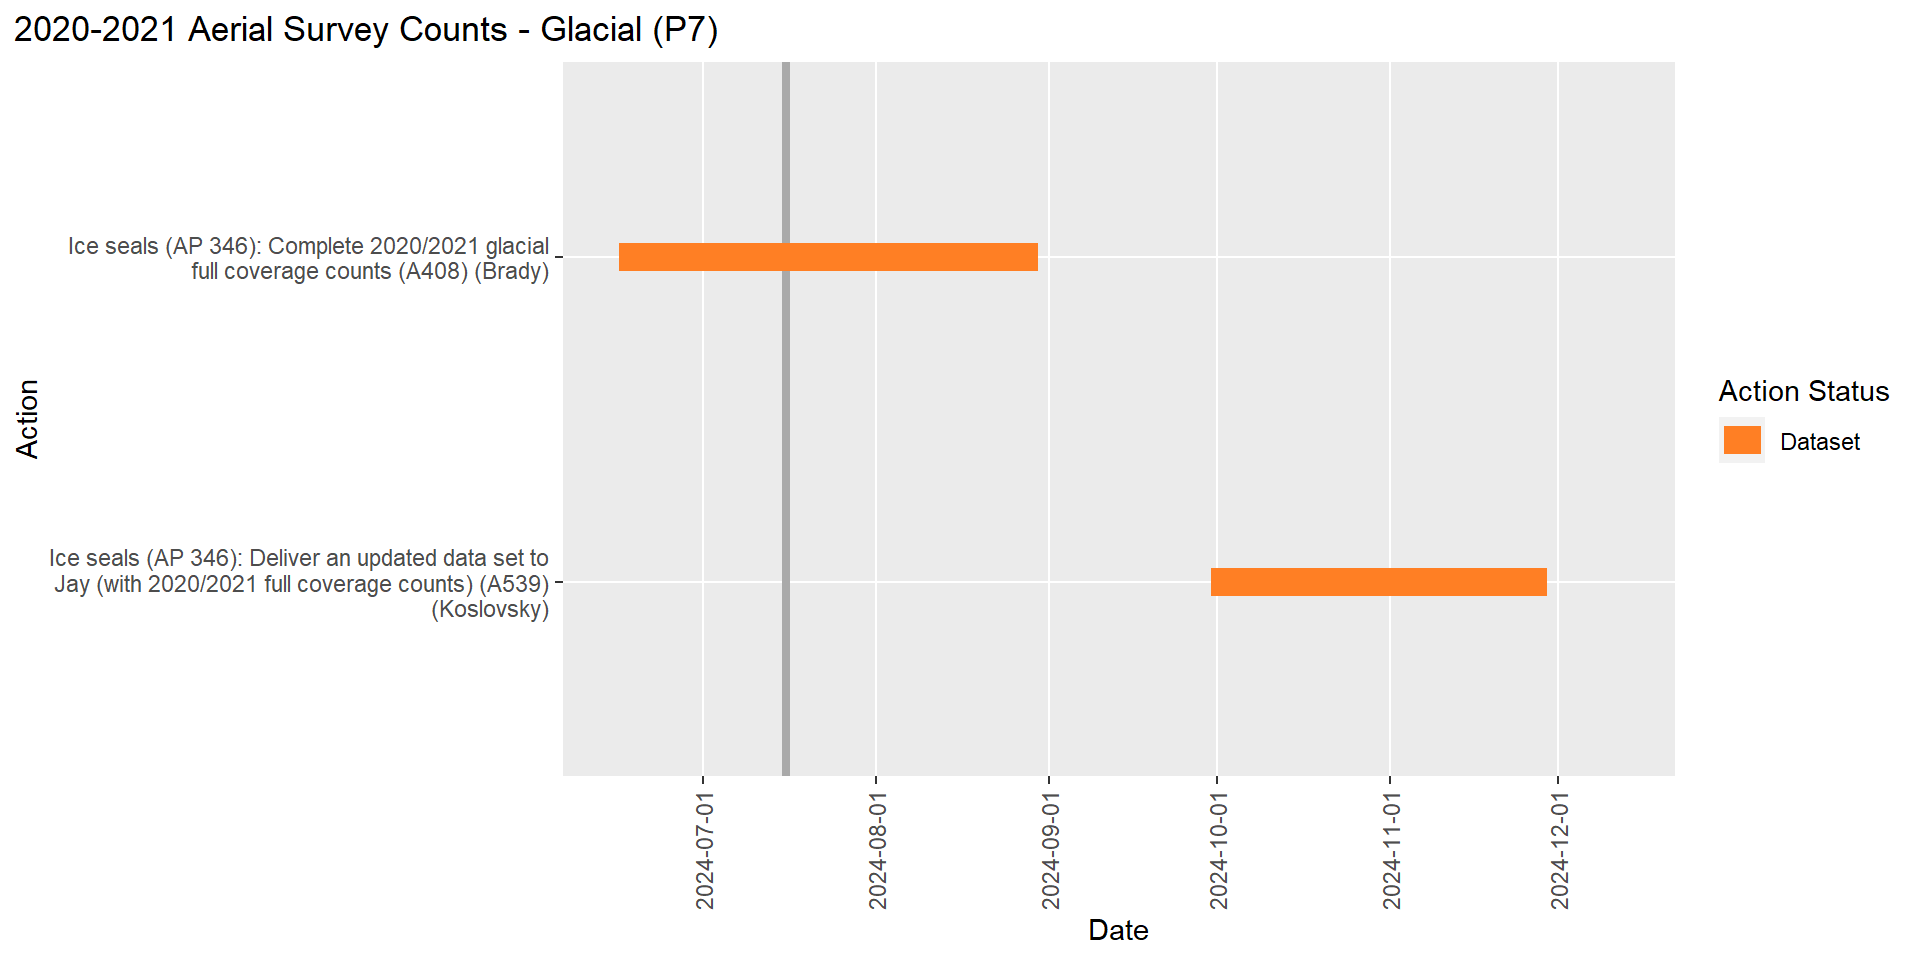 2020-2021 Aerial Survey Counts - Glacial (P7)
Ice seals (AP 346): Complete 2020/2021 glacial
full coverage counts (A408) (Brady)
Action
Ice seals (AP 346): Deliver an updated data set to
Jay (with 2020/2021 full coverage counts) (A539)
(Koslovsky)
Action Status
Dataset
2024-07-01
2024-08-01
2024-09-01
2024-10-01
2024-11-01
2024-12-01
Date